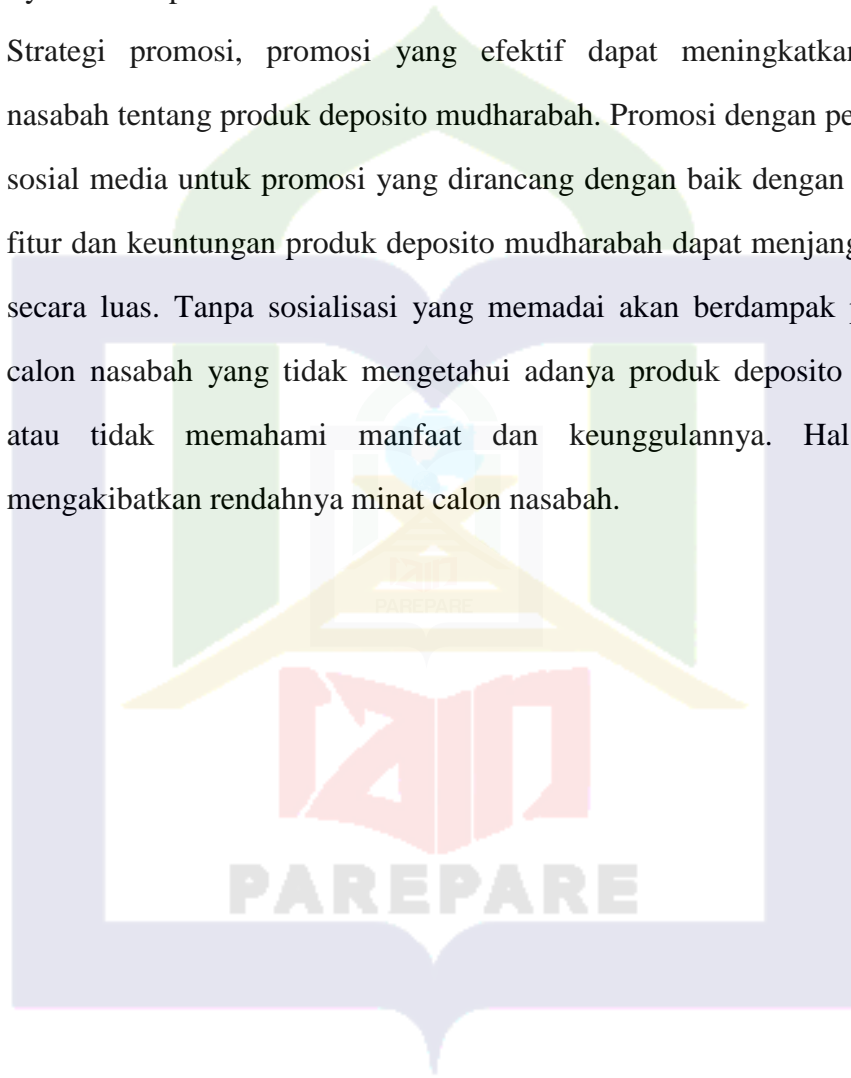 Strategi promosi, promosi yang efektif dapat meningkatkan
nasabah tentang produk deposito mudharabah. Promosi dengan pe
sosial media untuk promosi yang dirancang dengan baik dengan
fitur dan keuntungan produk deposito mudharabah dapat menjang
secara luas. Tanpa sosialisasi yang memadai akan berdampak
calon nasabah yang tidak mengetahui adanya produk deposito
atau tidak memahami manfaat dan keunggulannya. Hal
mengakibatkan rendahnya minat calon nasabah.
iain
PAREPARE
iain
PAREPARE